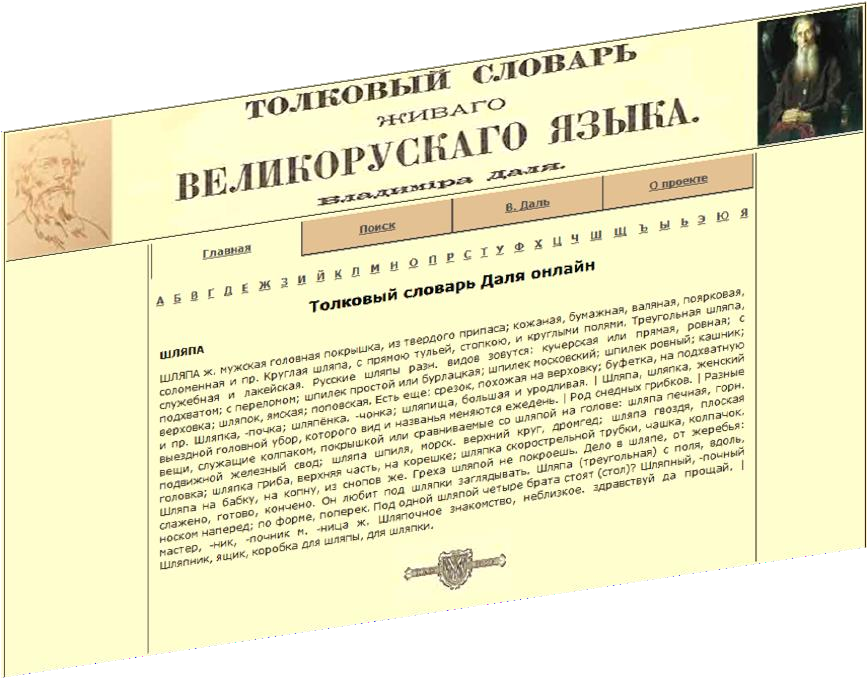 ТОЛКОВЫЙ СЛОВАРЬ
ЖИВАГО
ВЕЛИКОРУСКАГО ЯЗЫКА.
Владиміра Даля.
Главная Поиск В. Даль О проекте
А Б В Г Д Е Ж З И Й К Л М Н О П Р С Т У Ф Х Ц Ч Ш Щ Ъ Ы Ь Э Ю Я
Толковый словарь Даля онлайн
ШЛЯПА
ШЛЯПА ж. мужская головная покрышка, из твердого припаса; кожаная, бумажная, валяная, поярковая,
соломенная и пр. Круглая шляпа, с прямою тульей, стопкою, и круглыми полями. Треугольная шляпа,
служебная и лакейская. Русские шляпы разн. видов зовутся: кучерская или прямая, ровная; с
подхватом; с переломом; шпилек простой или бурлацкая; шпилек московский; шпилек ровный; кашник;
верховка; шляпок, ямская; поповская. Есть еще: срезок, похожая на верховку; буфетка, на подхватную
и пр. Шляпка, -почка; шляпёнка, -чонка; шляпища, большая и уродливая. | Шляпа, шляпка, женский
выездной головной убор, которого вид и названья меняются ежедень. | Род снедных грибков. | Разные
вещи, служащие колпаком, покрышкой или сравниваемые со шляпой на голове: шляпа печная, горн.
подвижной железный свод; шляпа шпиля, морск. верхний круг, дромгед; шляпа гвоздя, плоская
головка; шляпка гриба, верхняя часть, на корешке; шляпка скорострельной трубки, чашка, колпачок.
Шляпа на бабку, на копну, из снопов же. Греха шляпой не покроешь. Дело в шляпе, от жеребья:
слажено, готово, кончено. Он любит под шляпки заглядывать. Шляпа (треугольная) с поля, вдоль,
носком наперед; по форме, поперек. Под одной шляпой четыре брата стоят (стол)? Шляпный, -почный
мастер, -ник, -почник м. -ница ж. Шляпочное знакомство, неблизкое. здравствуй да прощай. |
Шляпник, ящик, коробка для шляпы, для шляпки.